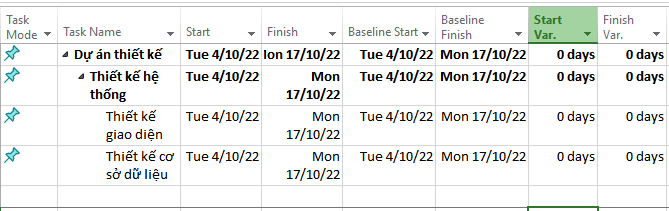 Task Mode Task Name Start Finish Baseline Start Baseline Finish Start Var. Finish Var.
Dự án thiết kế Tue 4/10/22 Ion 17/10/22 Tue 4/10/22 Mon 17/10/22 0 days 0 days
Thiết kế hệ thống Tue 4/10/22 Mon 17/10/22 Tue 4/10/22 Mon 17/10/22 0 days 0 days
Thiết kế giao diện Tue 4/10/22 Mon 17/10/22 Tue 4/10/22 Mon 17/10/22 0 days 0 days
Thiết kế cơ sở dữ liệu Tue 4/10/22 Mon 17/10/22 Tue 4/10/22 Mon 17/10/22 0 days 0 days